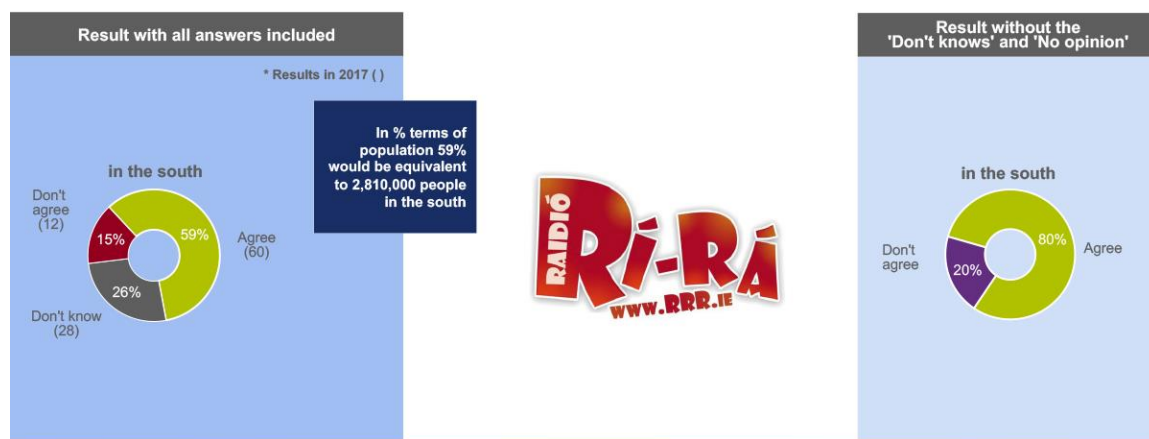 Result with all answers included
* Results in 2017 ( )
In % terms of
population 59%
would be equivalent
to 2,810,000 people
in the south
in the south
Don't
agree
(12)
15%
59%
Agree
(60)
26%
Don't know
(28)
RAIDIÓ
RÍ-RÁ
WWW.RRR.IE
Result without the
'Don't knows' and 'No opinion'
in the south
Don't
agree
20%
80%
Agree